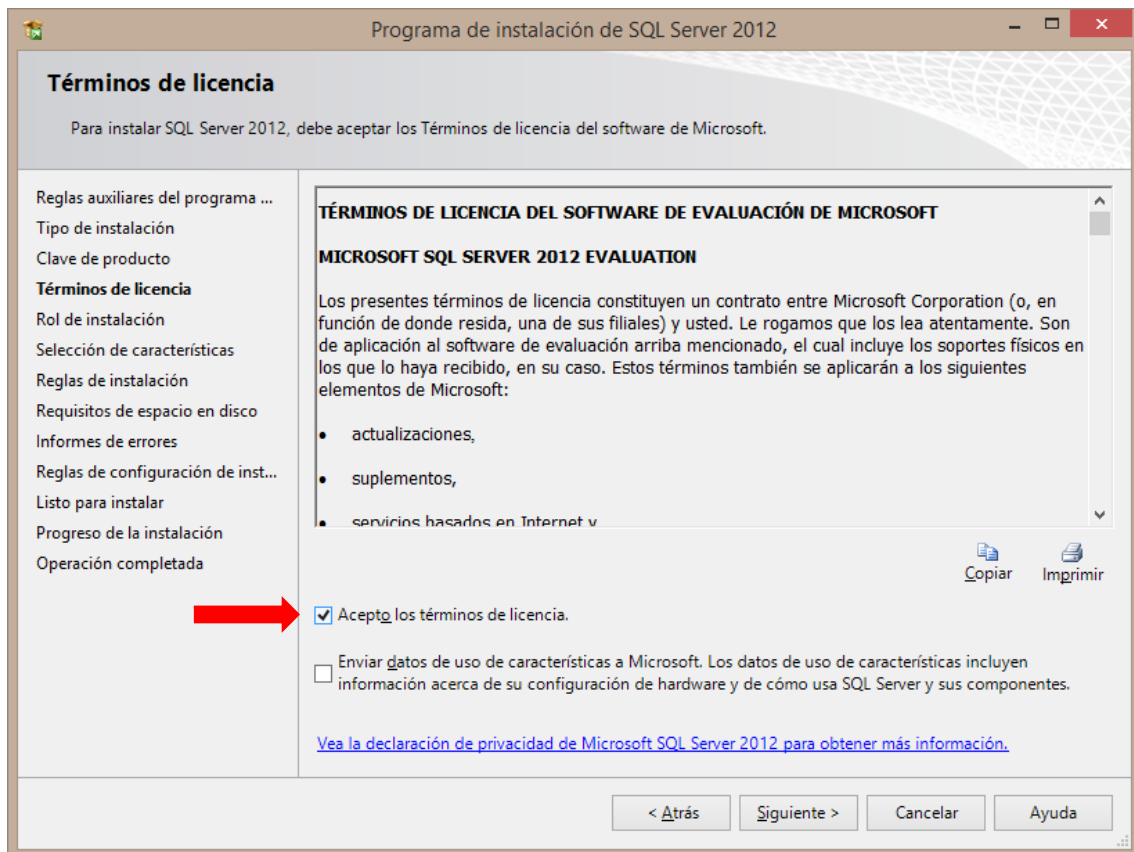 Programa de instalación de SQL Server 2012
Términos de licencia
Para instalar SQL Server 2012, debe aceptar los Términos de licencia del software de Microsoft.
Reglas auxiliares del programa ...
Tipo de instalación
Clave de producto
Términos de licencia
Rol de instalación
Selección de características
Reglas de instalación
Requisitos de espacio en disco
Informes de errores
Reglas de configuración de inst...
Listo para instalar
Progreso de la instalación
Operación completada
TÉRMINOS DE LICENCIA DEL SOFTWARE DE EVALUACIÓN DE MICROSOFT
MICROSOFT SQL SERVER 2012 EVALUATION
Los presentes términos de licencia constituyen un contrato entre Microsoft Corporation (o, en
función de donde resida, una de sus filiales) y usted. Le rogamos que los lea atentamente. Son
de aplicación al software de evaluación arriba mencionado, el cual incluye los soportes físicos en
los que lo haya recibido, en su caso. Estos términos también se aplicarán a los siguientes
elementos de Microsoft:
• actualizaciones,
• suplementos,
• servicios basados en Internet y
Copiar Imprimir
Acepto los términos de licencia.
Enviar datos de uso de características a Microsoft. Los datos de uso de características incluyen
información acerca de su configuración de hardware y de cómo usa SQL Server y sus componentes.
Vea la declaración de privacidad de Microsoft SQL Server 2012 para obtener más información.
< Atrás Siguiente > Cancelar Ayuda